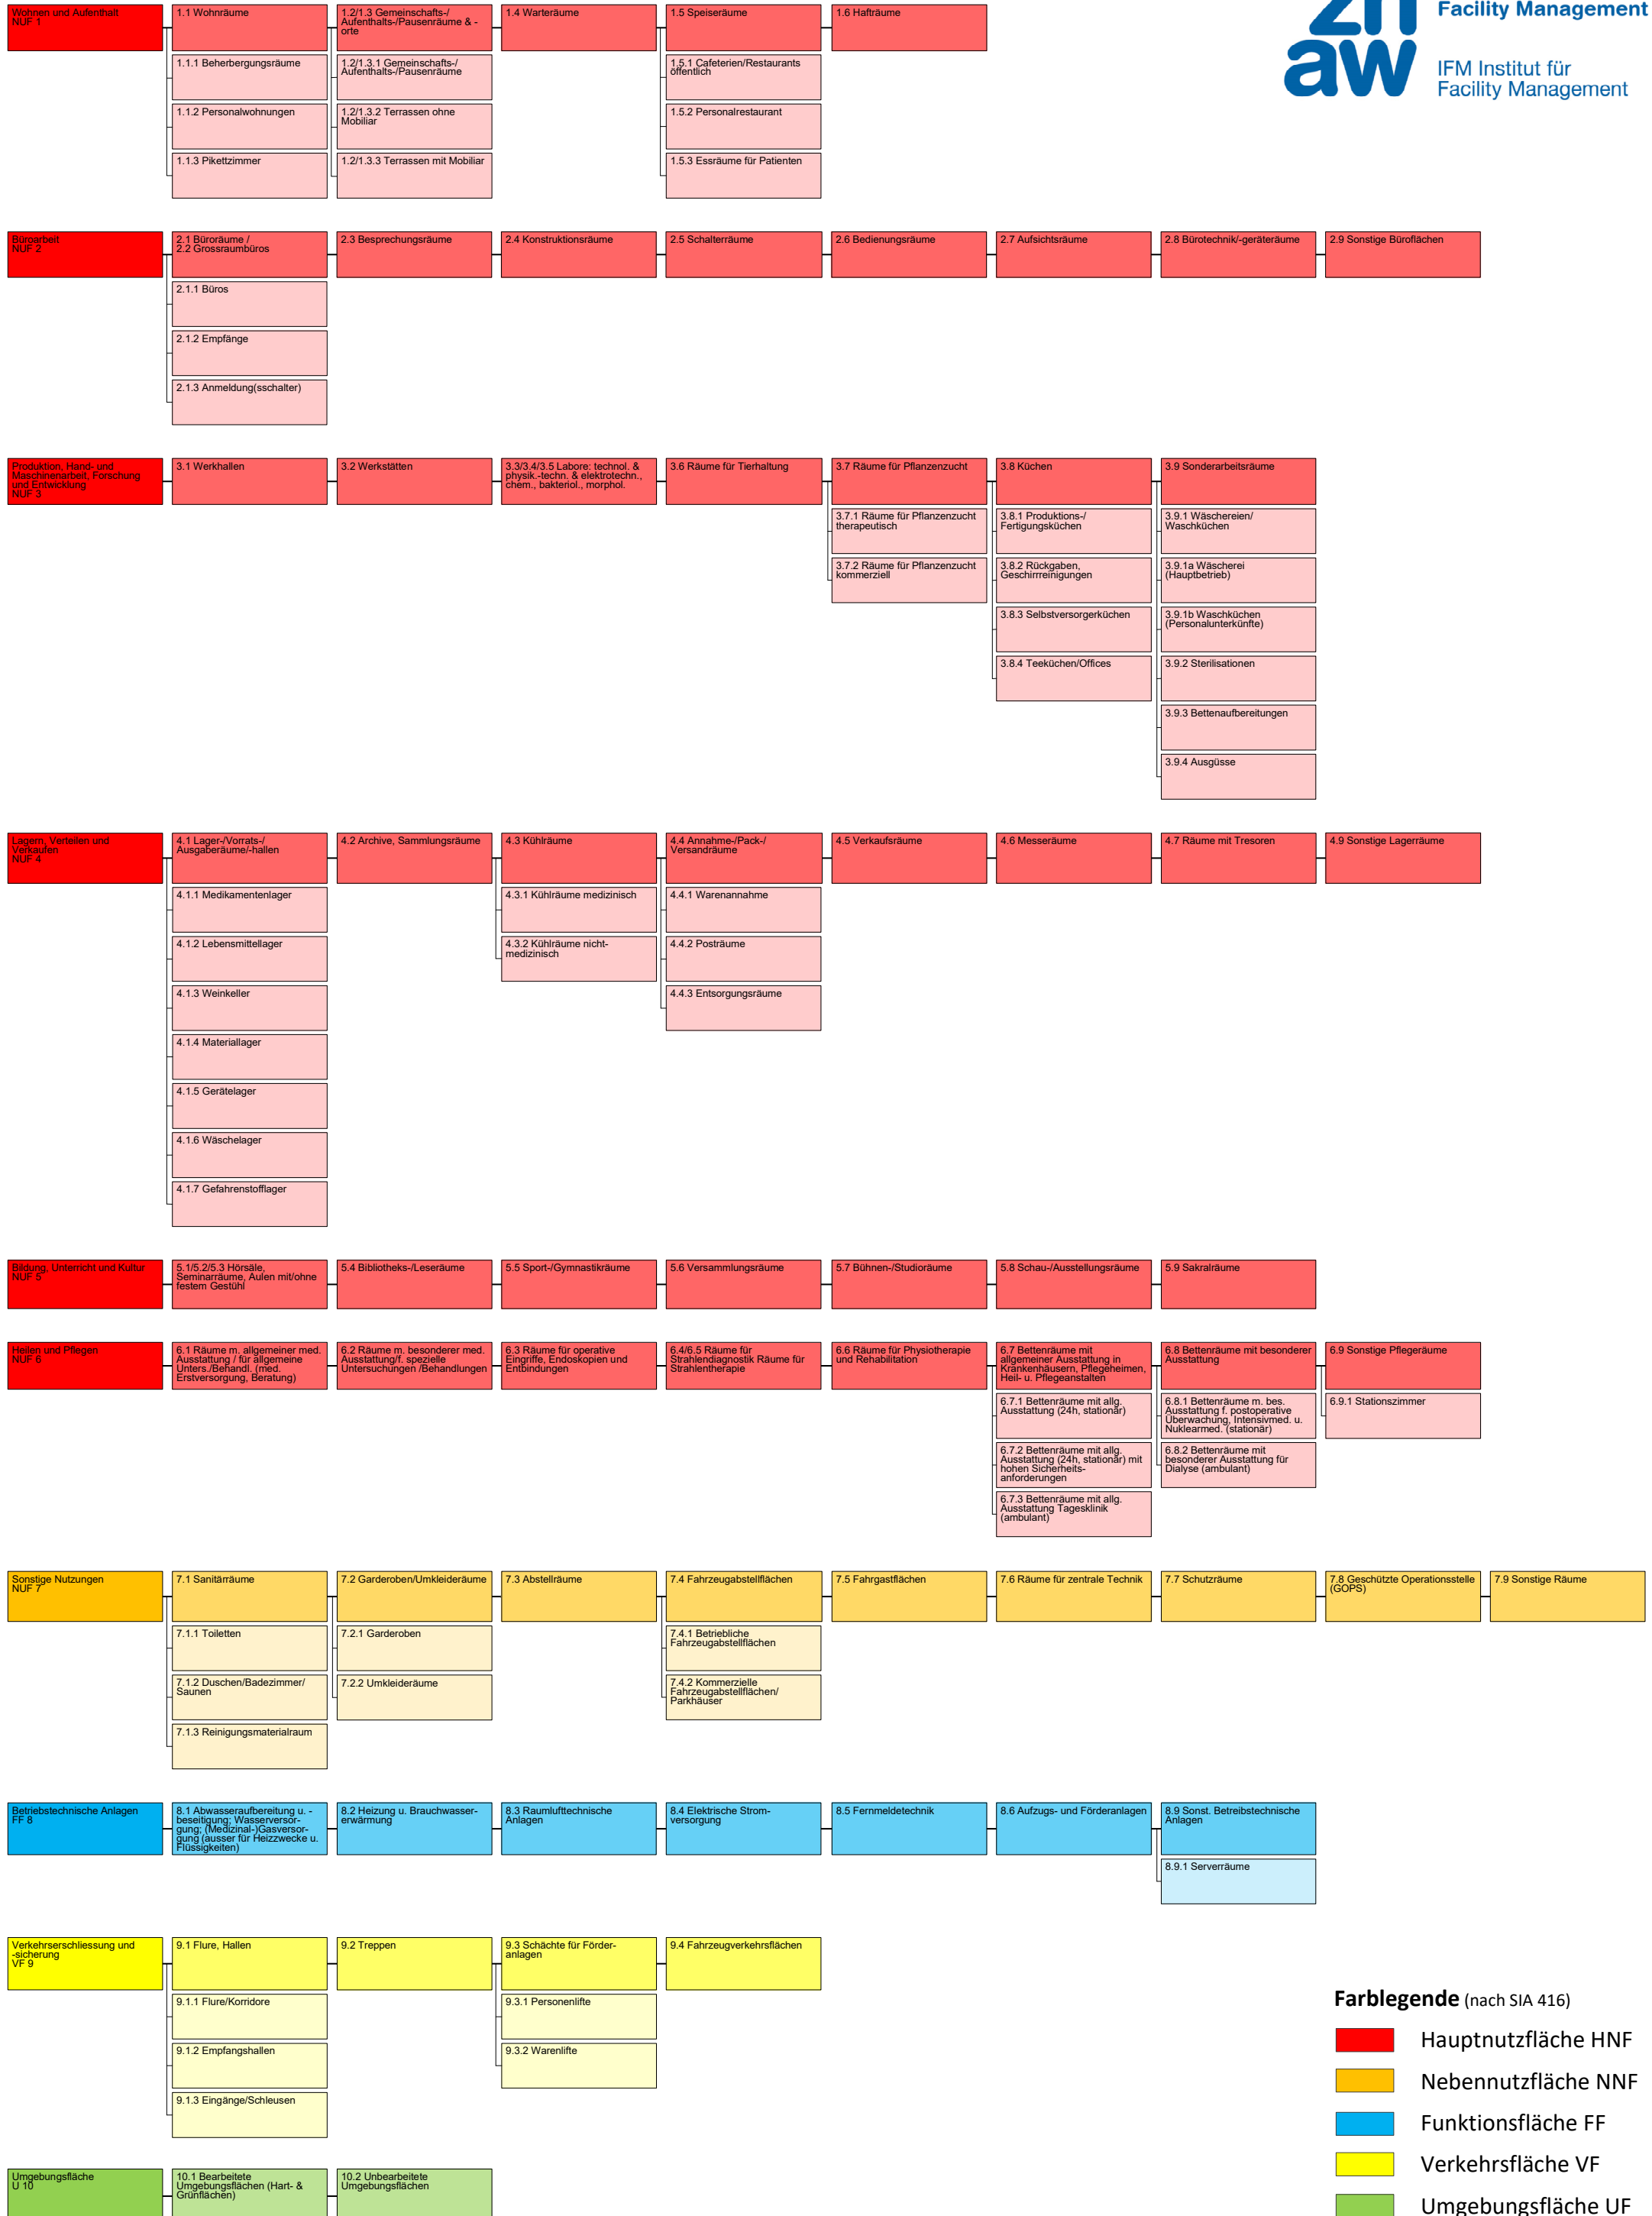 zh
aw
Facility Management
IFM Institut für
Facility Management
Wohnen und Aufenthalt
NUF 1
1.1 Wohnräume
1.2/1.3 Gemeinschafts-/
Aufenthalts-/Pausenräume & -
orte
1.4 Warteräume
1.5 Speiseräume
1.6 Hafträume
1.1.1 Beherbergungsräume
1.2/1.3.1 Gemeinschafts-/
Aufenthalts-/Pausenräume
1.5.1 Cafeterien/Restaurants
öffentlich
1.1.2 Personalwohnungen
1.2/1.3.2 Terrassen ohne
Mobiliar
1.5.2 Personalrestaurant
1.1.3 Pikettzimmer
1.2/1.3.3 Terrassen mit Mobiliar
1.5.3 Essräume für Patienten
Büroarbeit
NUF 2
2.1 Büroräume /
2.2 Grossraumbüros
2.3 Besprechungsräume
2.4 Konstruktionsräume
2.5 Schalterräume
2.6 Bedienungsräume
2.7 Aufsichtsräume
2.8 Bürotechnik/-geräteräume
2.9 Sonstige Büroflächen
2.1.1 Büros
2.1.2 Empfänge
2.1.3 Anmeldung(sschalter)
Produktion, Hand- und
Maschinenarbeit, Forschung
und Entwicklung
NUF 3
3.1 Werkhallen
3.2 Werkstätten
3.3/3.4/3.5 Labore: technol. &
physik.-techn. & elektrotechn.,
chem., bakteriol., morphol.
3.6 Räume für Tierhaltung
3.7 Räume für Pflanzenzucht
3.8 Küchen
3.9 Sonderarbeitsräume
3.7.1 Räume für Pflanzenzucht
therapeutisch
3.8.1 Produktions-/
Fertigungsküchen
3.9.1 Wäschereien/
Waschküchen
3.7.2 Räume für Pflanzenzucht
kommerziell
3.8.2 Rückgaben,
Geschirrreinigungen
3.9.1a Wäscherei
(Hauptbetrieb)
3.8.3 Selbstversorgerküchen
3.9.1b Waschküchen
(Personalunterkünfte)
3.8.4 Teeküchen/Offices
3.9.2 Sterilisationen
3.9.3 Bettenaufbereitungen
3.9.4 Ausgüsse
Lagern, Verteilen und
Verkaufen
NUF 4
4.1 Lager-/Vorrats-/
Ausgaberäume/-hallen
4.2 Archive, Sammlungsräume
4.3 Kühlräume
4.4 Annahme-/Pack-/
Versandräume
4.5 Verkaufsräume
4.6 Messeräume
4.7 Räume mit Tresoren
4.9 Sonstige Lagerräume
4.1.1 Medikamentenlager
4.3.1 Kühlräume medizinisch
4.4.1 Warenannahme
4.1.2 Lebensmittellager
4.3.2 Kühlräume nicht-
medizinisch
4.4.2 Posträume
4.1.3 Weinkeller
4.4.3 Entsorgungsräume
4.1.4 Materiallager
4.1.5 Gerätelager
4.1.6 Wäschelager
4.1.7 Gefahrenstofflager
Bildung, Unterricht und Kultur
NUF 5
5.1/5.2/5.3 Hörsäle,
Seminarräume, Aulen mit/ohne
festem Gestühl
5.4 Bibliotheks-/Leseräume
5.5 Sport-/Gymnastikräume
5.6 Versammlungsräume
5.7 Bühnen-/Studioräume
5.8 Schau-/Ausstellungsräume
5.9 Sakralräume
Heilen und Pflegen
NUF 6
6.1 Räume m. allgemeiner med.
Ausstattung / für allgemeine
Unters./Behandl. (med.
Erstversorgung, Beratung)
6.2 Räume m. besonderer med.
Ausstattung/f. spezielle
Untersuchungen /Behandlungen
6.3 Räume für operative
Eingriffe, Endoskopien und
Entbindungen
6.4/6.5 Räume für
Strahlendiagnostik Räume für
Strahlentherapie
6.6 Räume für Physiotherapie
und Rehabilitation
6.7 Bettenräume mit
allgemeiner Ausstattung in
Krankenhäusern, Pflegeheimen,
Heil- u. Pflegeanstalten
6.8 Bettenräume mit besonderer
Ausstattung
6.9 Sonstige Pflegeräume
6.7.1 Bettenräume mit allg.
Ausstattung (24h, stationär)
6.8.1 Bettenräume m. bes.
Ausstattung f. postoperative
Überwachung, Intensivmed. u.
Nuklearmed. (stationär)
6.9.1 Stationszimmer
6.7.2 Bettenräume mit allg.
Ausstattung (24h, stationär) mit
hohen Sicherheits-
anforderungen
6.8.2 Bettenräume mit
besonderer Ausstattung für
Dialyse (ambulant)
6.7.3 Bettenräume mit allg.
Ausstattung Tagesklinik
(ambulant)
Sonstige Nutzungen
NUF 7
7.1 Sanitärräume
7.2 Garderoben/Umkleideräume
7.3 Abstellräume
7.4 Fahrzeugabstellflächen
7.5 Fahrgastflächen
7.6 Räume für zentrale Technik
7.7 Schutzräume
7.8 Geschützte Operationsstelle
(GOPS)
7.9 Sonstige Räume
7.1.1 Toiletten
7.2.1 Garderoben
7.4.1 Betriebliche
Fahrzeugabstellflächen
7.1.2 Duschen/Badezimmer/
Saunen
7.2.2 Umkleideräume
7.4.2 Kommerzielle
Fahrzeugabstellflächen/
Parkhäuser
7.1.3 Reinigungsmaterialraum
Betriebstechnische Anlagen
FF 8
8.1 Abwasseraufbereitung u. -
beseitigung; Wasserversor-
gung; (Medizinal-)Gasversor-
gung (ausser für Heizzwecke u.
Flüssigkeiten)
8.2 Heizung u. Brauchwasser-
erwärmung
8.3 Raumlufttechnische
Anlagen
8.4 Elektrische Strom-
versorgung
8.5 Fernmeldetechnik
8.6 Aufzugs- und Förderanlagen
8.9 Sonst. Betreibstechnische
Anlagen
8.9.1 Serverräume
Verkehrserschliessung und
-sicherung
VF 9
9.1 Flure, Hallen
9.2 Treppen
9.3 Schächte für Förder-
anlagen
9.4 Fahrzeugverkehrsflächen
9.1.1 Flure/Korridore
9.3.1 Personenlifte
9.1.2 Empfangshallen
9.3.2 Warenlifte
9.1.3 Eingänge/Schleusen
Umgebungsfläche
U 10
10.1 Bearbeitete
Umgebungsflächen (Hart- &
Grünflächen)
10.2 Unbearbeitete
Umgebungsflächen
Farblegende (nach SIA 416)
Hauptnutzfläche HNF
Nebennutzfläche NNF
Funktionsfläche FF
Verkehrsfläche VF
Umgebungsfläche UF